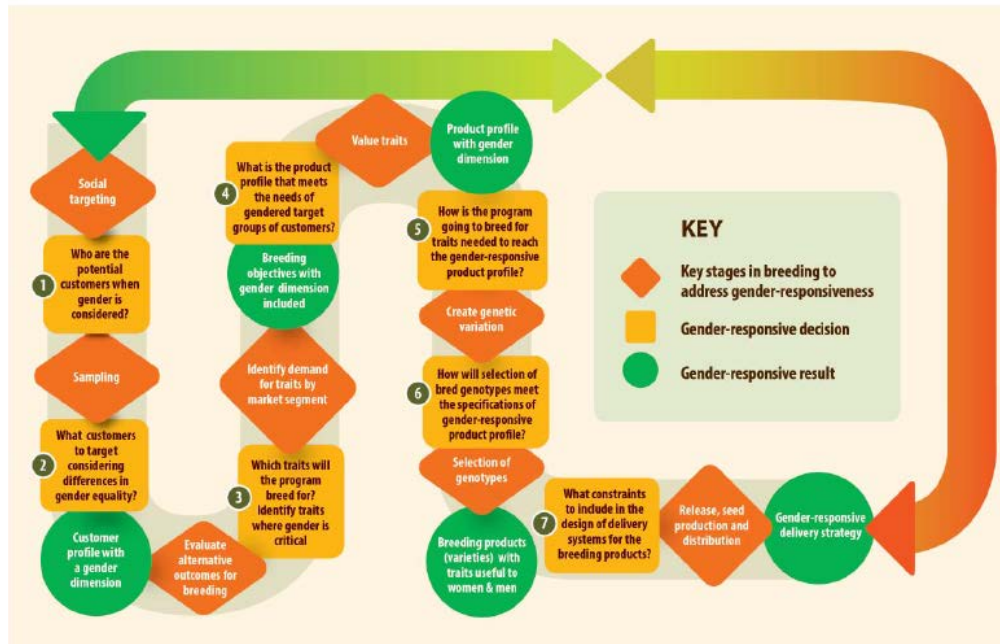 Social
targeting
1
Who are the
potential
customers when
gender is
considered?
Sampling
2
What customers
to target
considering
differences in
gender equality?
Customer
profile with
a gender
dimension
Evaluate
alternative
outcomes for
breeding
3
Which traits will
the program
breed for?
Identify traits
where gender is
critical
Identify demand
for traits by
market segment
Breeding
objectives with
gender dimension
included
4
What is the product
profile that meets
the needs of
gendered target
groups of customers?
Value traits
Product profile
with gender
dimension
5
How is the program
going to breed for
traits needed to reach
the gender-responsive
product profile?
Create genetic
variation
6
How will selection of
bred genotypes meet
the specifications of
gender-responsive
product profile?
Selection of
genotypes
Breeding products
(varieties) with
traits useful to
women & men
7
What constraints
to include in the
design of delivery
systems for the
breeding products?
Release, seed
production and
distribution
Gender-responsive
delivery strategy
KEY
Key stages in breeding to
address gender-responsiveness
Gender-responsive decision
Gender-responsive result